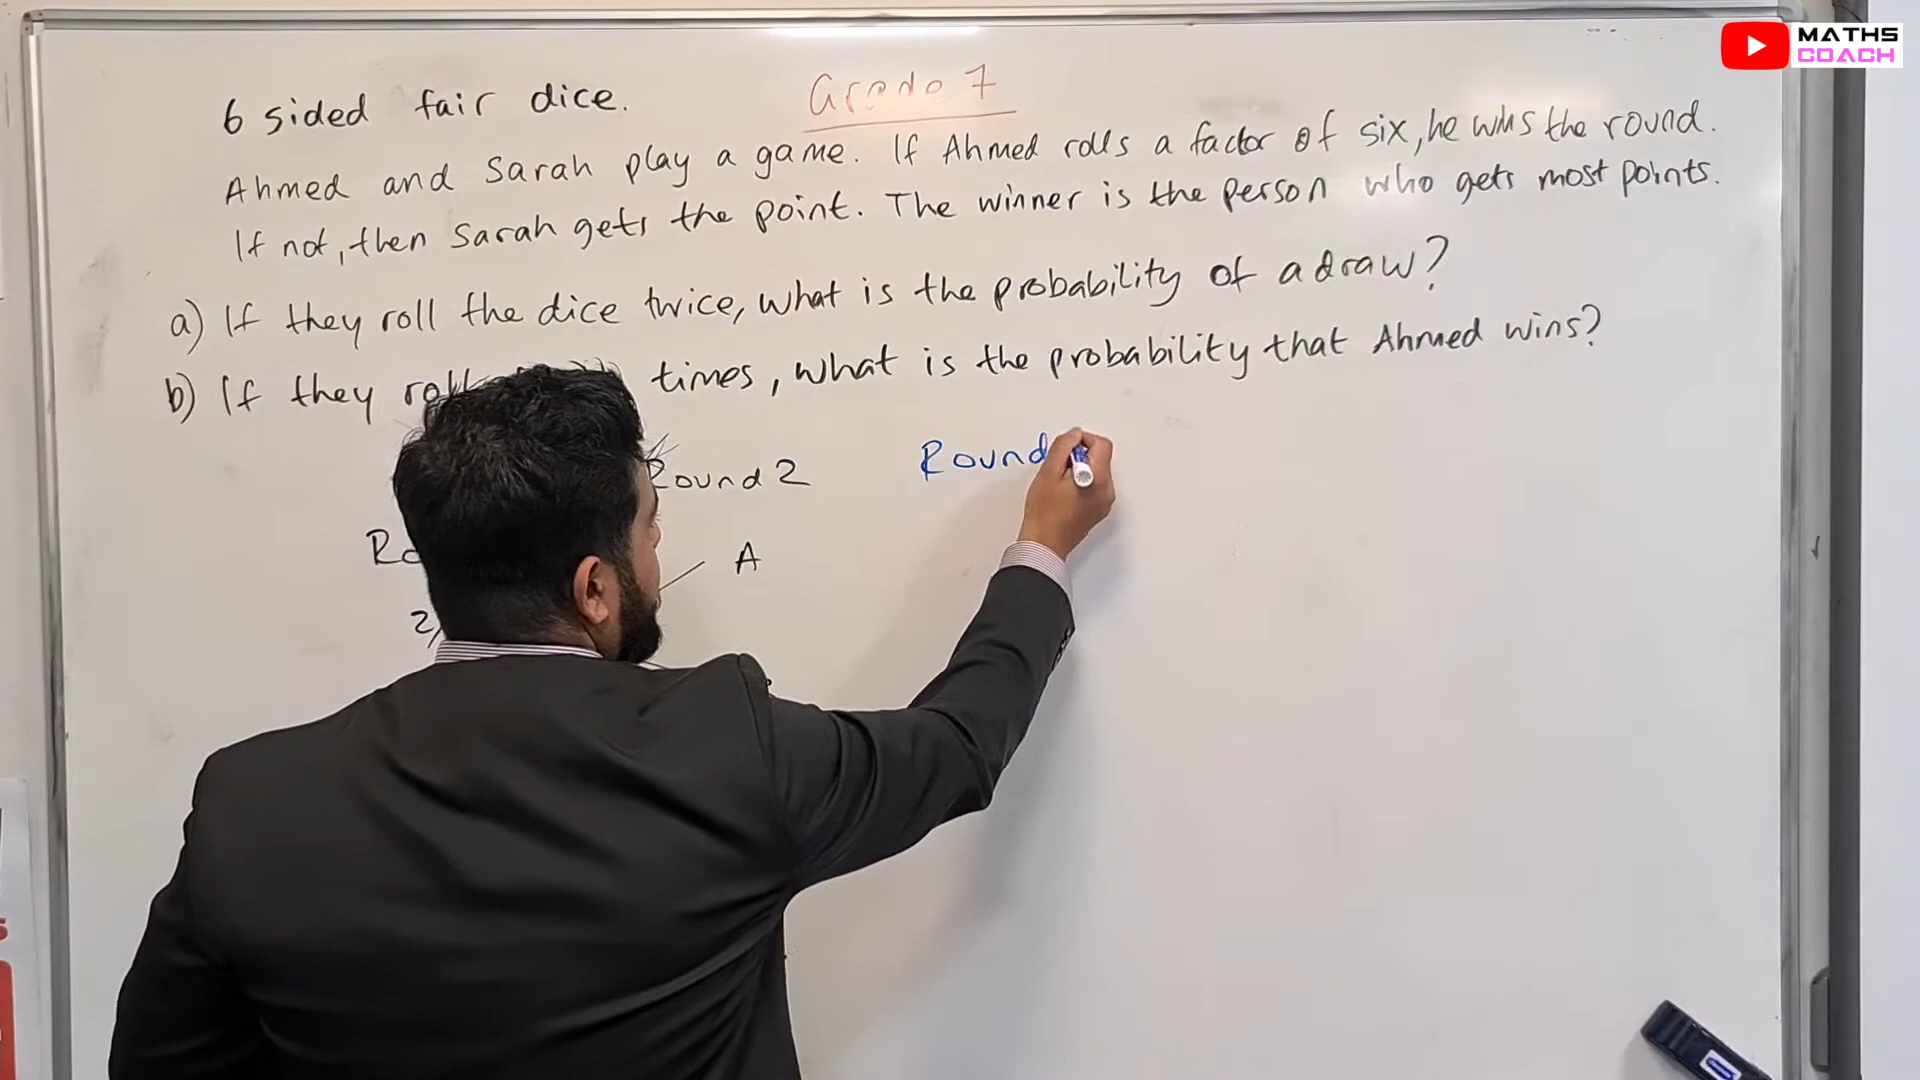 MATHS
COACH
Grade 7
6 sided fair dice.
Ahmed and Sarah play a game. If Ahmed rolls a factor of six, he wins the round.
If not, then Sarah gets the point. The winner is the person who gets most points.
a) If they roll the dice twice, what is the probability of a draw?
b) If they roll times, what is the probability that Ahmed wins?
Round 2
Round
A